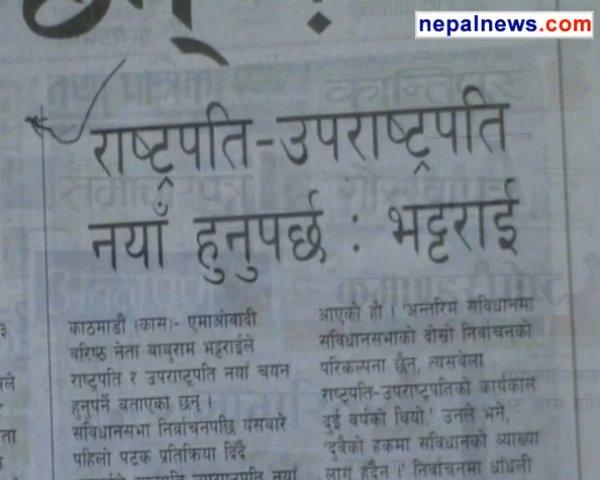 nepalnews.com
राष्ट्रपति-उपराष्ट्रपति
नयाँ हुनुपर्छ : भट्टराई
काठमाडौं (कास)- एमाओवादी
वरिष्ठ नेता बाबुराम भट्टराईले
राष्ट्रपति र उपराष्ट्रपति नयाँ चयन
हुनुपर्ने बताएका छन् ।
संविधानसभा निर्वाचनपछि यसबारे
पहिलो पटक प्रतिक्रिया दिँदै
आएको हो । 'अन्तरिम संविधानमा
संविधानसभाको दोस्रो निर्वाचनको
परिकल्पना छैन, त्यसबेला
राष्ट्रपति-उपराष्ट्रपतिको कार्यकाल
दुई वर्षको थियो,' उनले भने,
'दुवैको हकमा संविधानको व्याख्या
लागू हुँदैन ।' निर्वाचनमा धाँधली